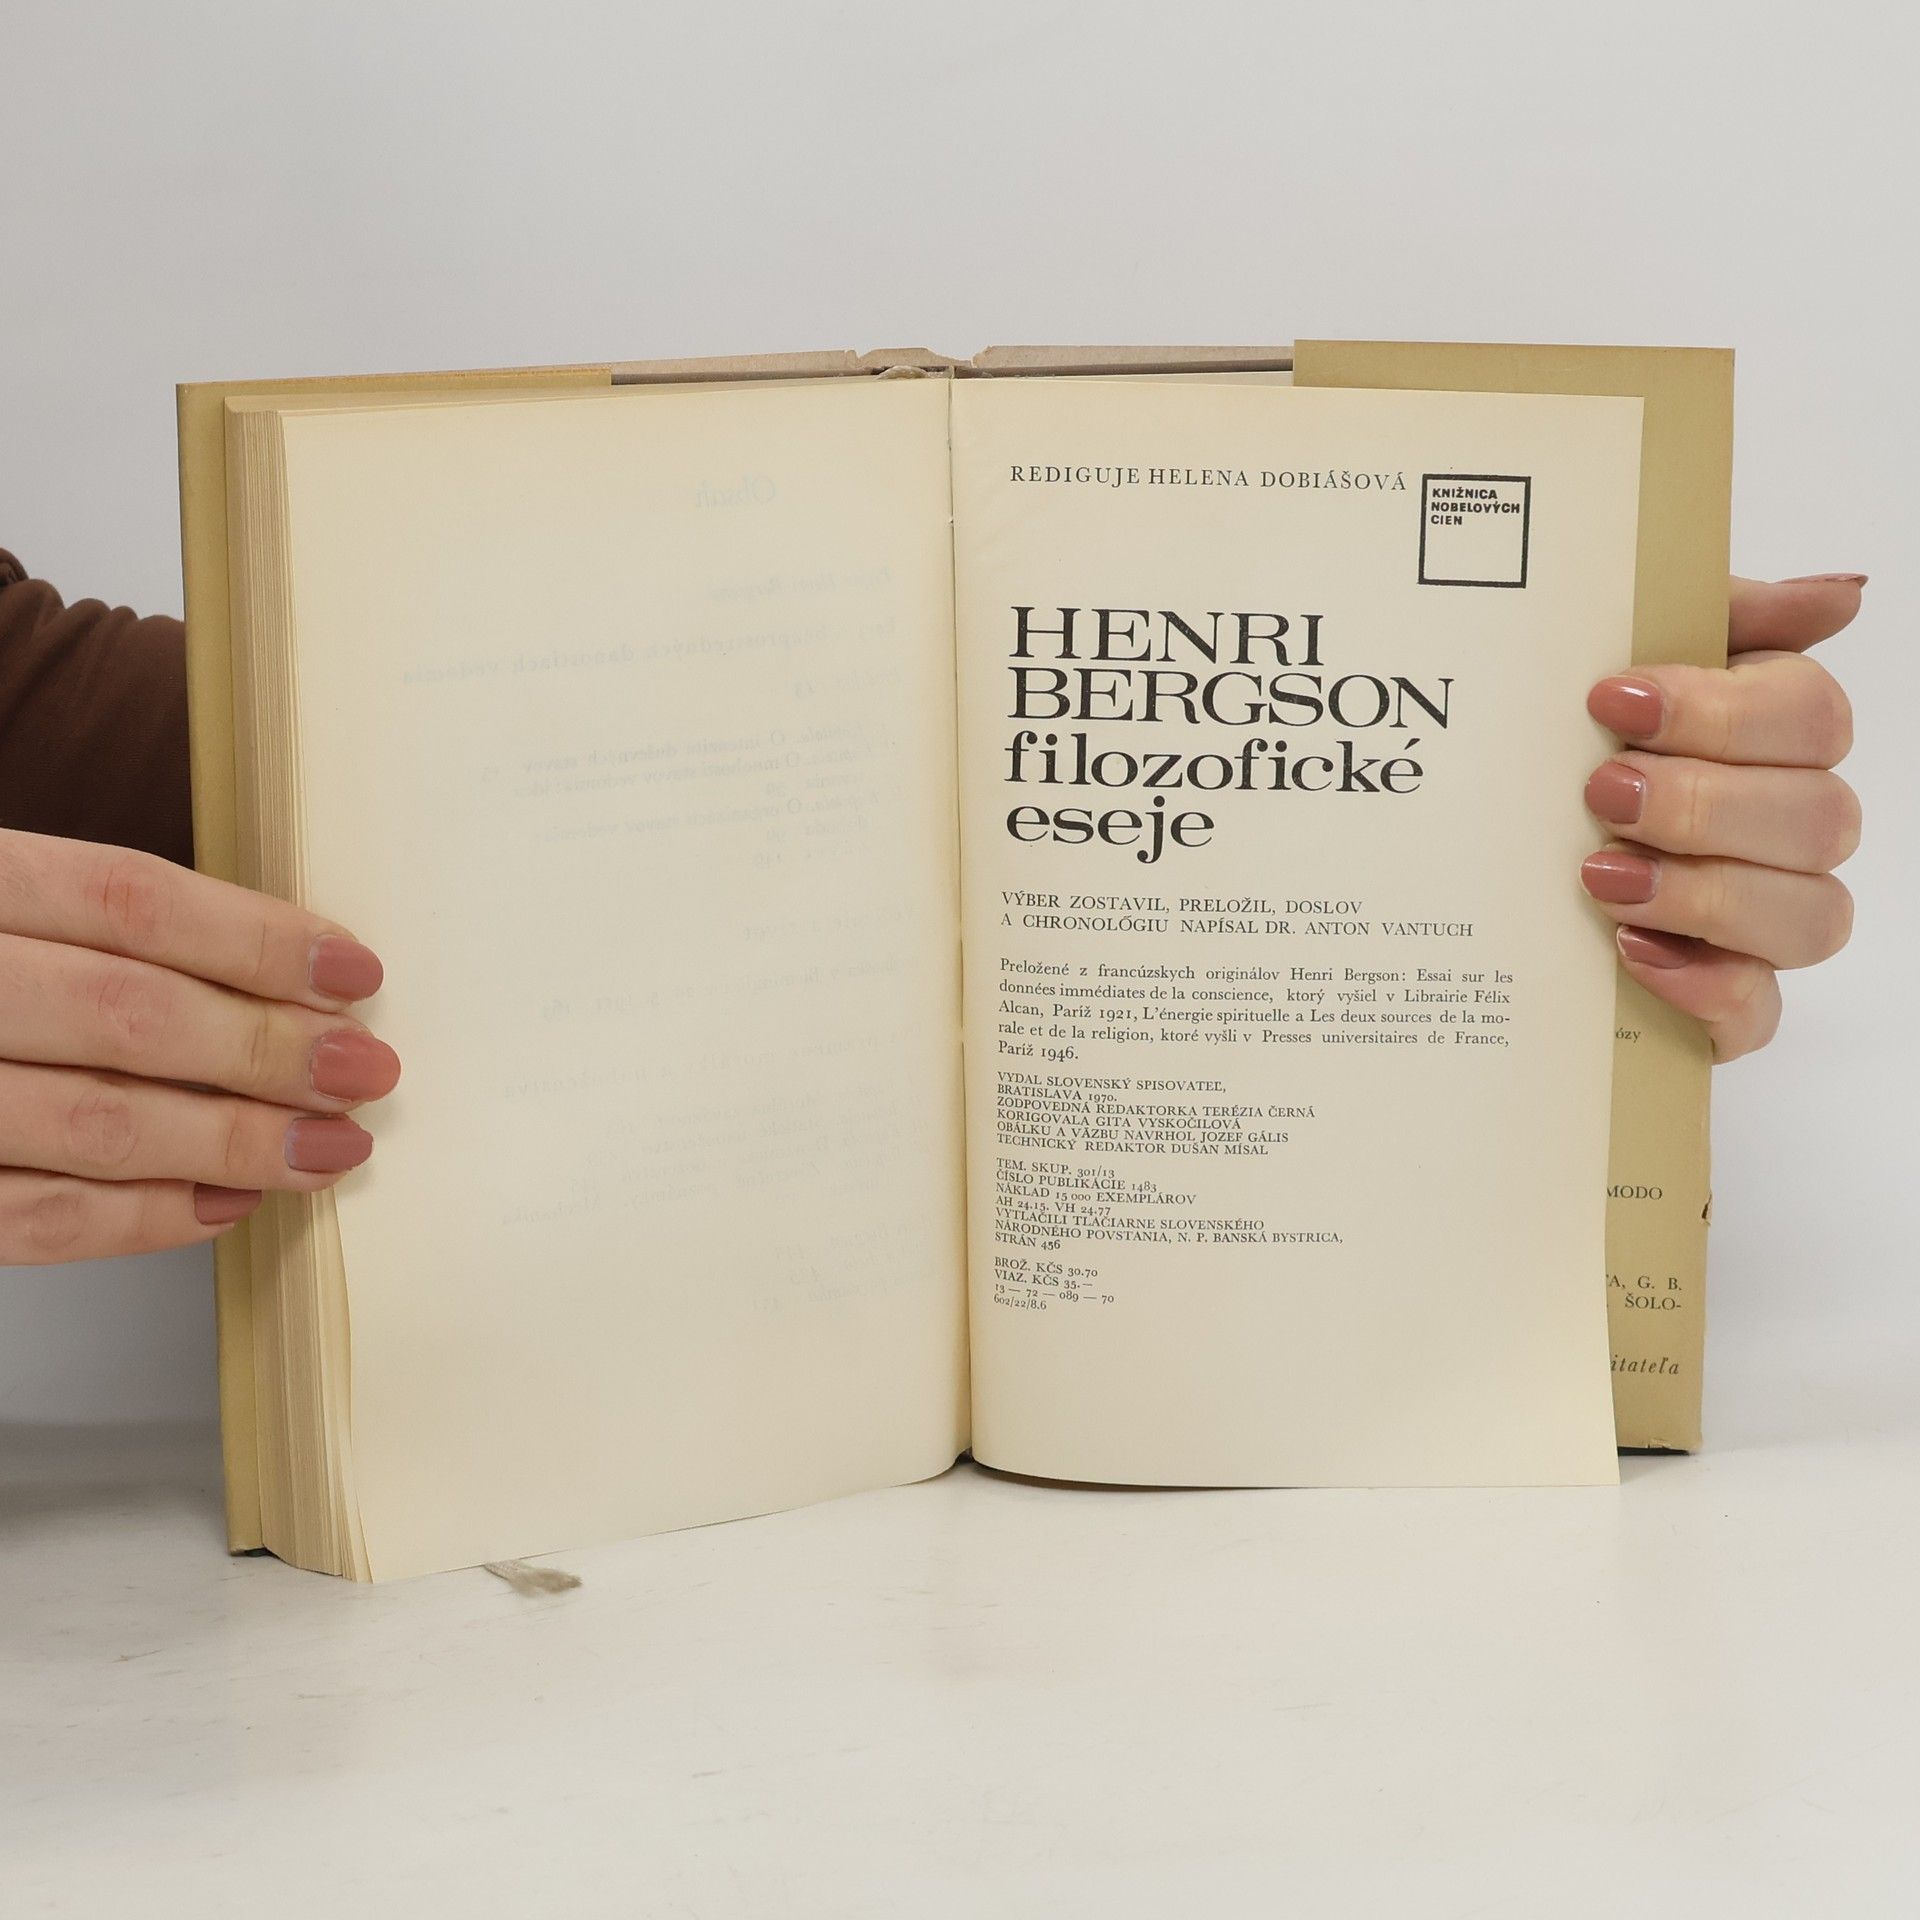 REDIGUJE HELENA DOBIÁŠOVÁ
KNIŽNICA
NOBELOVÝCH
CIEN
HENRI
BERGSON
filozofické
eseje
VÝBER ZOSTAVIL, PRELOŽIL, DOSLOV
A CHRONOLÓGIU NAPÍSAL DR. ANTON VANTUCH
Preložené z francúzskych originálov Henri Bergson: Essai sur les
données immédiates de la conscience, ktorý vyšiel v Librairie Félix
Alcan, Paríž 1921, L'énergie spirituelle a Les deux sources de la mo-
rale et de la religion, ktoré vyšli v Presses universitaires de France,
Paríž 1946.
VYDAL SLOVENSKÝ SPISOVATEĽ,
BRATISLAVA 1970.
ZODPOVEDNÁ REDAKTORKA TERÉZIA ČERNÁ
KORIGOVALA GITA VYSKOČILOVÁ
OBÁLKU A VÄZBU NAVRHOL JOZEF GÁLIS
TECHNICKÝ REDAKTOR DUŠAN MÍSAL
TEM. SKUP. 301/13
ČÍSLO PUBLIKÁCIE 1483
NÁKLAD 15 000 EXEMPLÁROV
AH 24,15. VH 24,77
VYTLAČILI TLAČIARNE SLOVENSKÉHO
NÁRODNÉHO POVSTANIA, N. P. BANSKÁ BYSTRICA,
STRÁN 456
BROŽ. KČS 30.70
VIAZ. KČS 35.—
13 — 72 — 089 — 70
602/22/8.6
ózy
MODO
A, G. B.
ŠOLO-
itateľa